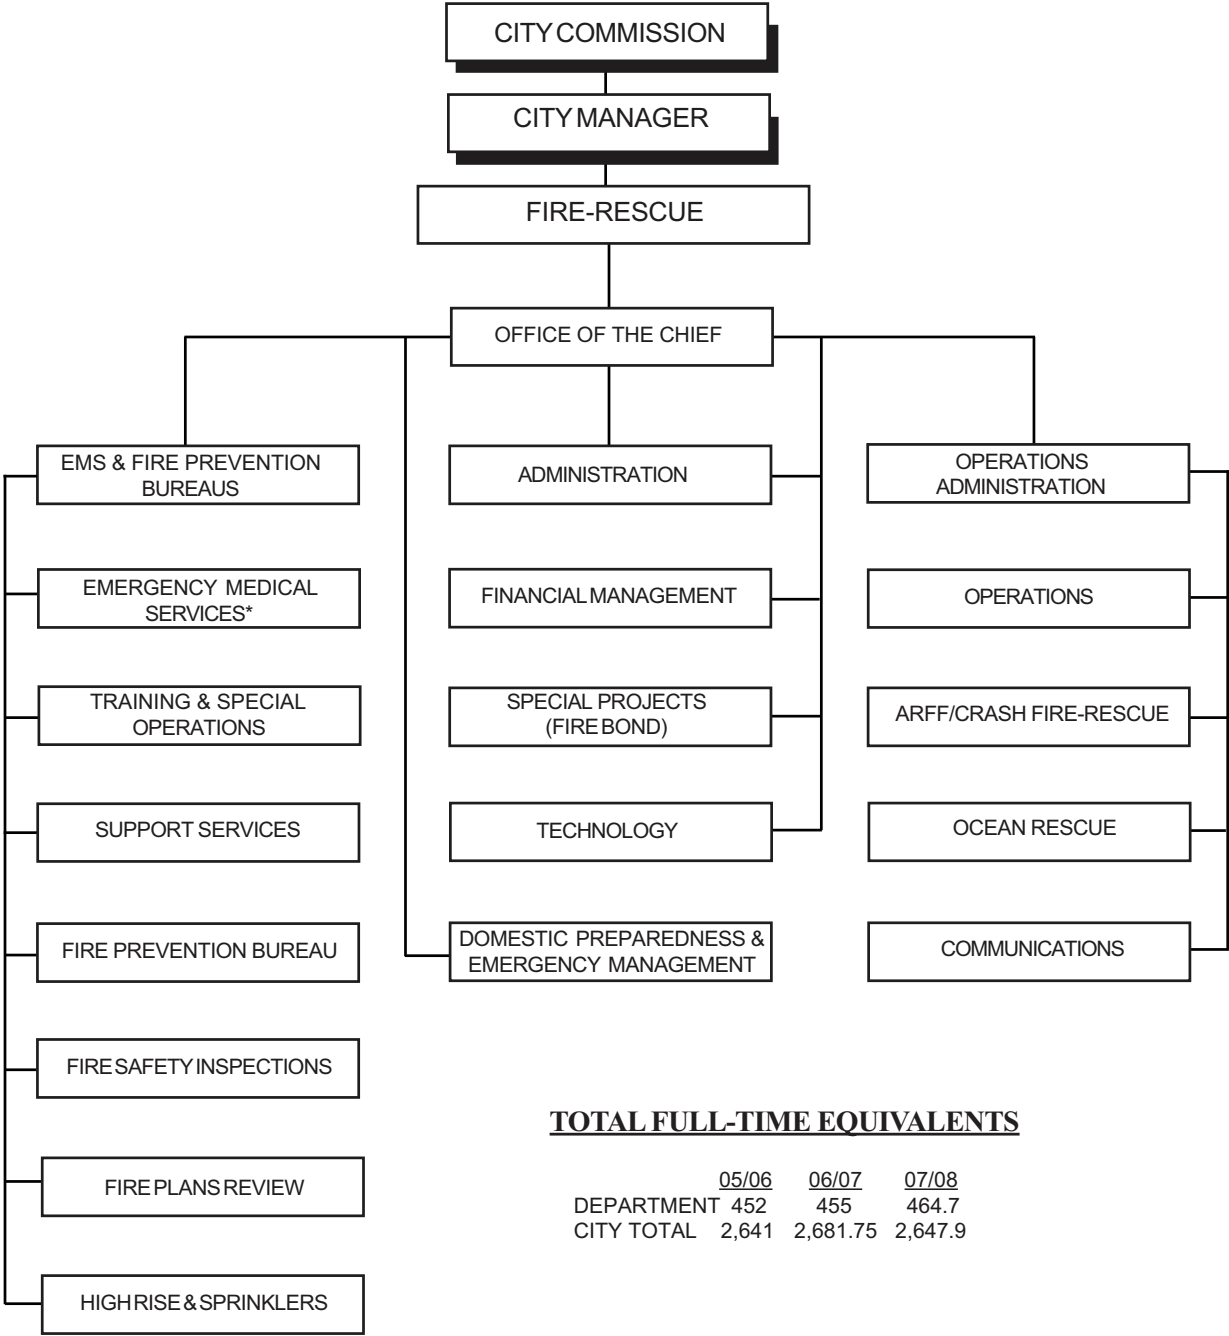 CITY COMMISSION
CITY MANAGER
FIRE-RESCUE
OFFICE OF THE CHIEF
EMS & FIRE PREVENTION
BUREAUS
EMERGENCY MEDICAL
SERVICES*
TRAINING & SPECIAL
OPERATIONS
SUPPORT SERVICES
FIRE PREVENTION BUREAU
FIRE SAFETY INSPECTIONS
FIRE PLANS REVIEW
HIGH RISE & SPRINKLERS
ADMINISTRATION
FINANCIAL MANAGEMENT
SPECIAL PROJECTS
(FIRE BOND)
TECHNOLOGY
DOMESTIC PREPAREDNESS &
EMERGENCY MANAGEMENT
OPERATIONS
ADMINISTRATION
OPERATIONS
ARFF/CRASH FIRE-RESCUE
OCEAN RESCUE
COMMUNICATIONS
TOTAL FULL-TIME EQUIVALENTS
05/06 06/07 07/08
DEPARTMENT 452 455 464.7
CITY TOTAL 2,641 2,681.75 2,647.9